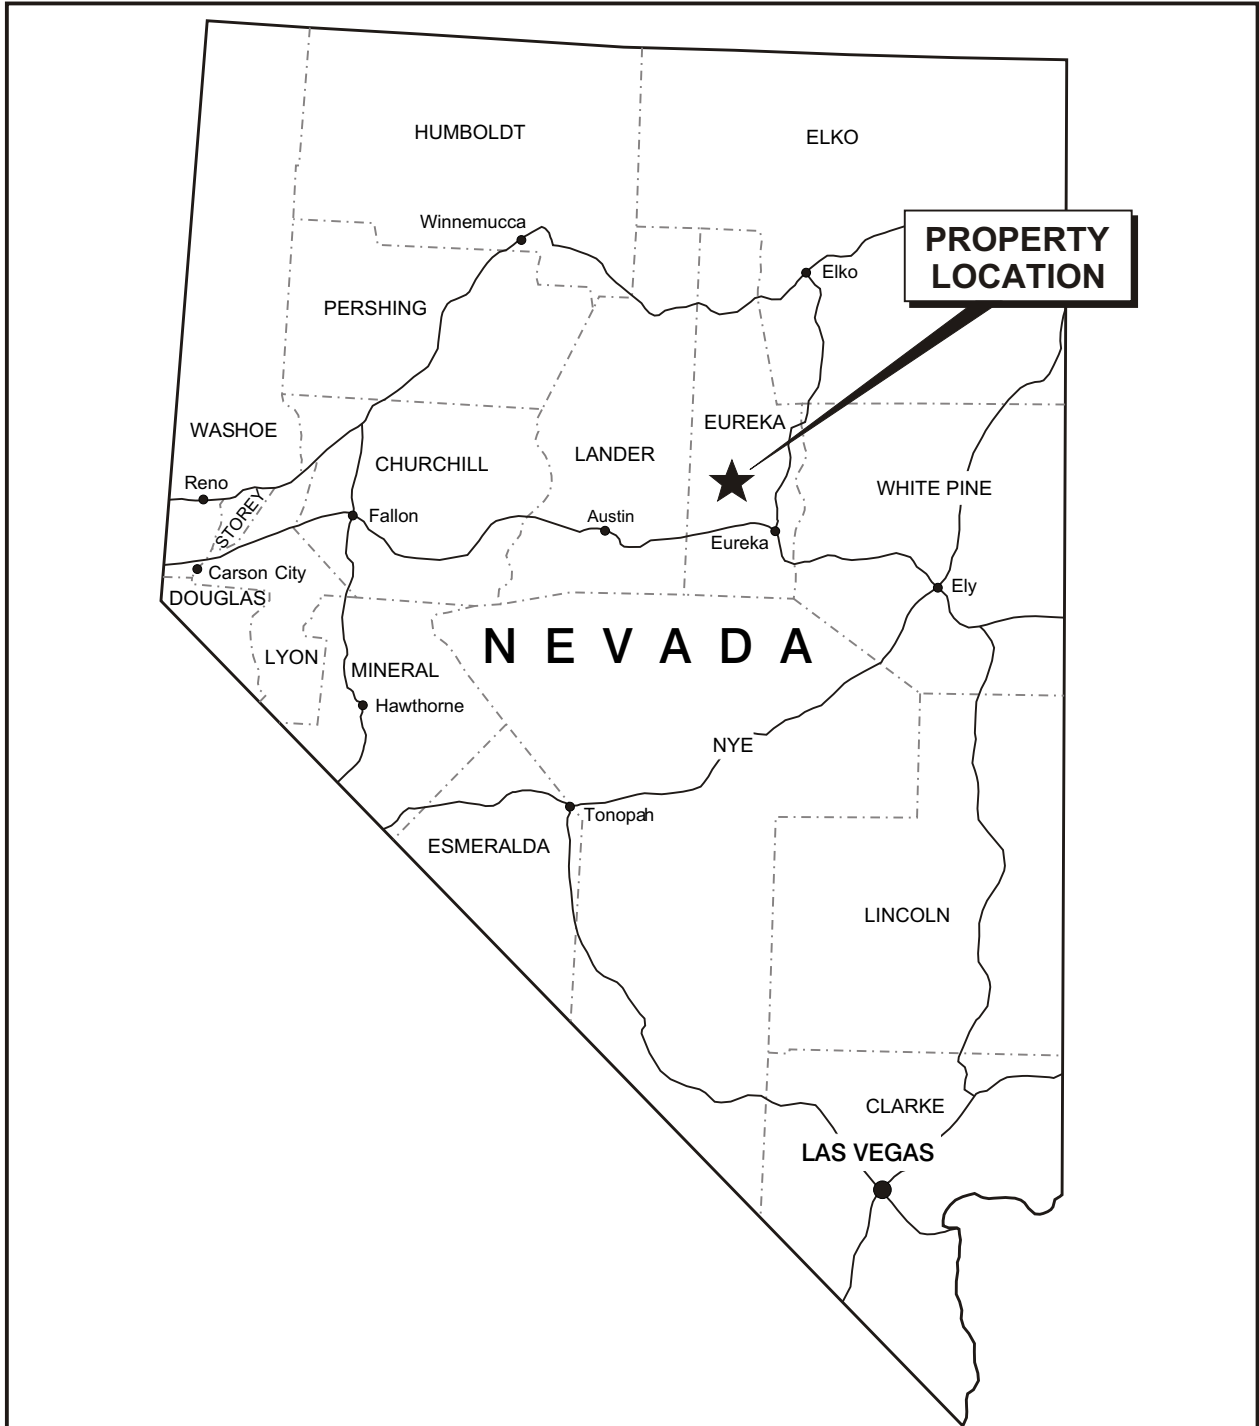 HUMBOLDT
ELKO
Winnemucca
PROPERTY
LOCATION
Elko
PERSHING
EUREKA
WASHOE
LANDER
CHURCHILL
Reno
WHITE PINE
STOREY
Fallon
Austin
Eureka
Carson City
Ely
DOUGLAS
NEVADA
LYON
MINERAL
Hawthorne
NYE
Tonopah
ESMERALDA
LINCOLN
CLARKE
LAS VEGAS